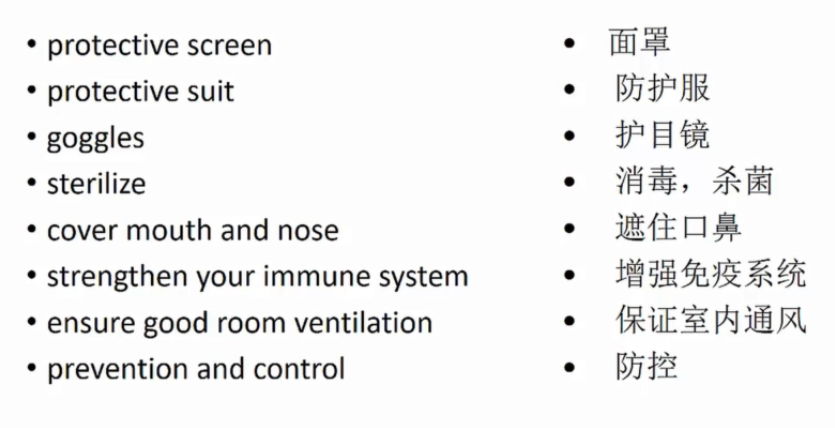 • protective screen • 面罩
• protective suit • 防护服
• goggles • 护目镜
• sterilize • 消毒，杀菌
• cover mouth and nose • 遮住口鼻
• strengthen your immune system • 增强免疫系统
• ensure good room ventilation • 保证室内通风
• prevention and control • 防控